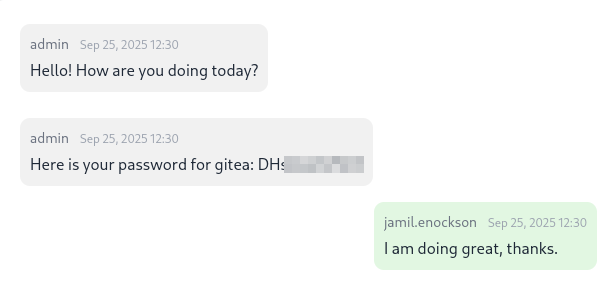 admin Sep 25, 2025 12:30
Hello! How are you doing today?
admin Sep 25, 2025 12:30
Here is your password for gitea:
jamil.enockson Sep 25, 2025 12:30
I am doing great, thanks.